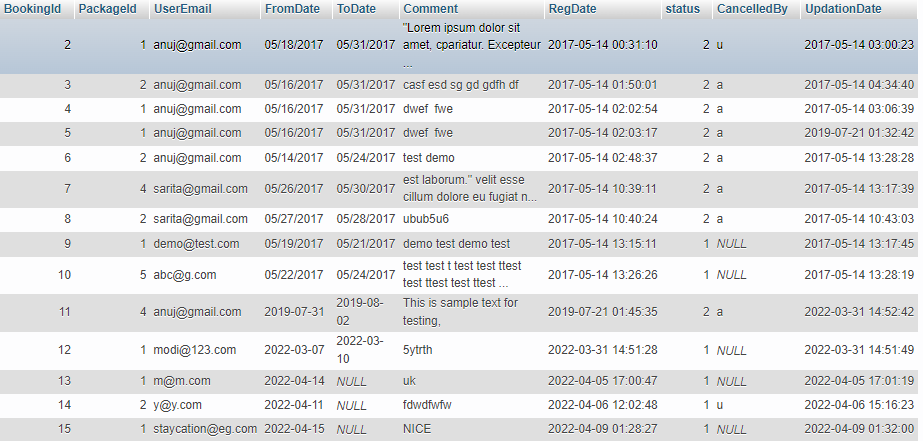 BookingId PackageId UserEmail FromDate ToDate Comment RegDate status CancelledBy UpdationDate
2 1 anuj@gmail.com 05/18/2017 05/31/2017 "Lorem ipsum dolor sit
amet, cpariatur. Excepteur
... 2017-05-14 00:31:10 2 u 2017-05-14 03:00:23
3 2 anuj@gmail.com 05/16/2017 05/31/2017 casf esd sg gd gdfh df 2017-05-14 01:50:01 2 a 2017-05-14 04:34:40
4 1 anuj@gmail.com 05/16/2017 05/31/2017 dwef fwe 2017-05-14 02:02:54 2 a 2017-05-14 03:06:39
5 1 anuj@gmail.com 05/16/2017 05/31/2017 dwef fwe 2017-05-14 02:03:17 2 a 2019-07-21 01:32:42
6 2 anuj@gmail.com 05/14/2017 05/24/2017 test demo 2017-05-14 02:48:37 2 a 2017-05-14 13:28:28
7 4 sarita@gmail.com 05/26/2017 05/30/2017 est laborum." velit esse
cillum dolore eu fugiat n... 2017-05-14 10:39:11 2 a 2017-05-14 13:17:39
8 2 sarita@gmail.com 05/27/2017 05/28/2017 ubub5u6 2017-05-14 10:40:24 2 a 2017-05-14 10:43:03
9 1 demo@test.com 05/19/2017 05/21/2017 demo test demo test 2017-05-14 13:15:11 1 NULL 2017-05-14 13:17:45
10 5 abc@g.com 05/22/2017 05/24/2017 test test t test test ttest
test ttest test ttest ... 2017-05-14 13:26:26 1 NULL 2017-05-14 13:28:19
11 4 anuj@gmail.com 2019-07-31 2019-08-
02 This is sample text for
testing, 2019-07-21 01:45:35 2 a 2022-03-31 14:52:42
12 1 modi@123.com 2022-03-07 2022-03-
10 5ytrth 2022-03-31 14:51:28 1 NULL 2022-03-31 14:51:49
13 1 m@m.com 2022-04-14 NULL uk 2022-04-05 17:00:47 1 NULL 2022-04-05 17:01:19
14 2 y@y.com 2022-04-11 NULL fdwdfwfw 2022-04-06 12:02:48 1 u 2022-04-06 15:16:23
15 1 staycation@eg.com 2022-04-15 NULL NICE 2022-04-09 01:28:27 1 NULL 2022-04-09 01:32:00